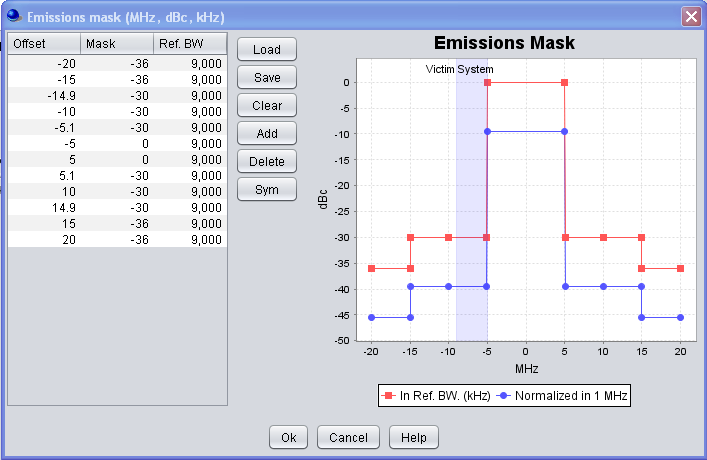 Emissions mask (MHz, dBc, kHz)
Offset Mask Ref. BW
-20 -36 9,000
-15 -36 9,000
-14.9 -30 9,000
-10 -30 9,000
-5.1 -30 9,000
-5 0 9,000
5 0 9,000
5.1 -30 9,000
10 -30 9,000
14.9 -30 9,000
15 -36 9,000
20 -36 9,000
Load
Save
Clear
Add
Delete
Sym
Emissions Mask
Victim System
0
-5
-10
-15
-20
-25
-30
-35
-40
-45
-50
dBc
-20 -15 -10 -5 0 5 10 15 20
MHz
In Ref. BW. (kHz) Normalized in 1 MHz
Ok Cancel Help